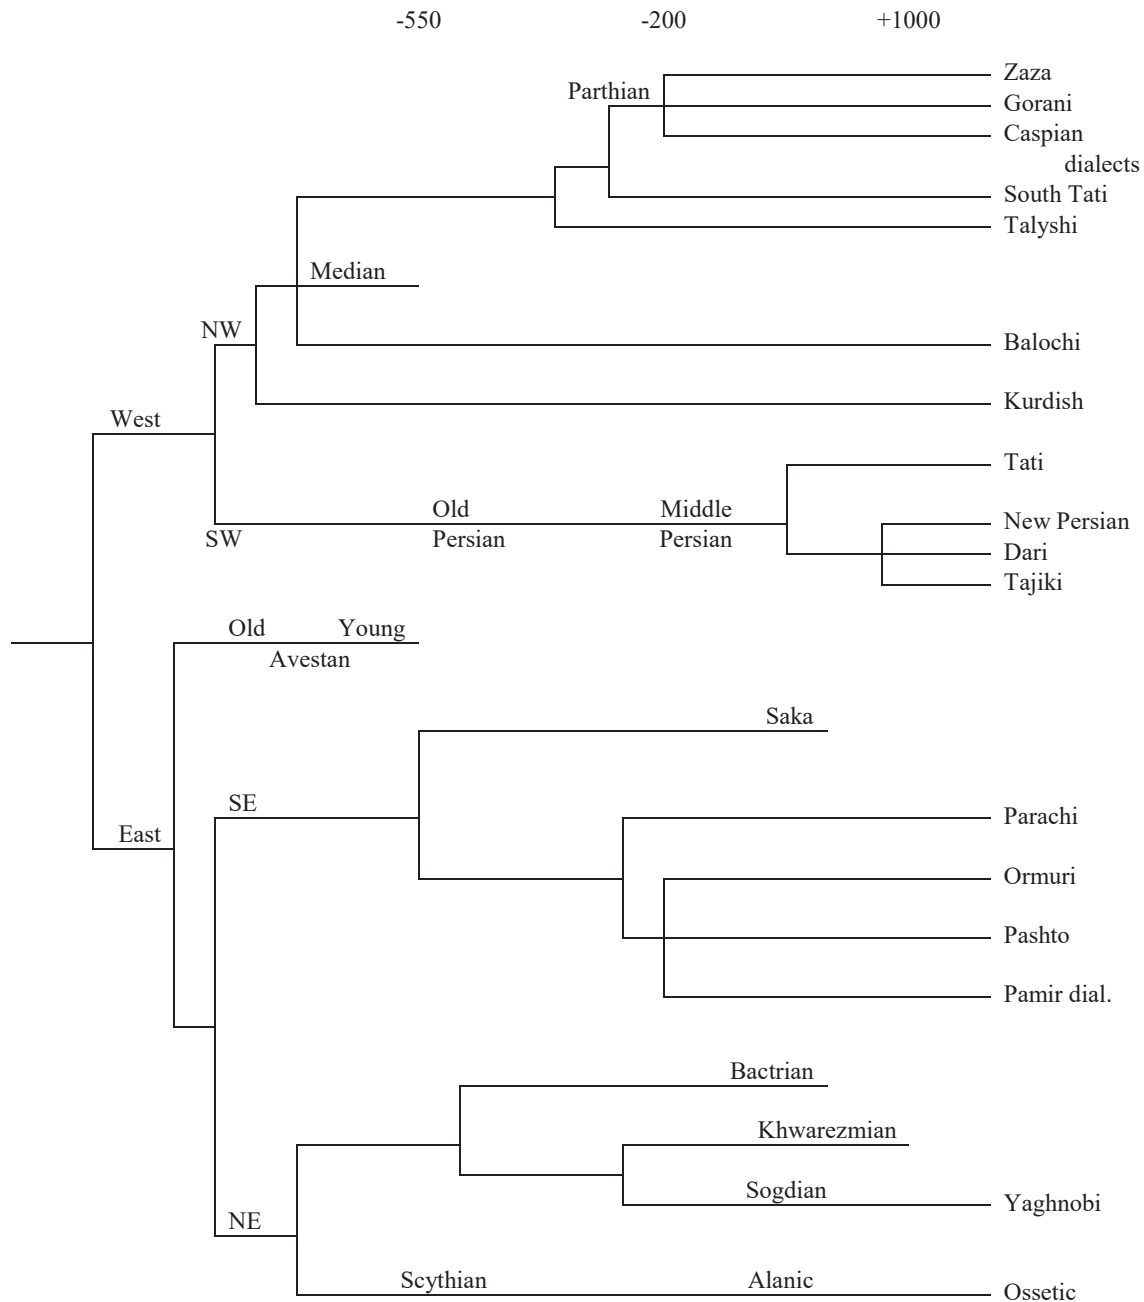 -550 -200 +1000
Zaza
Parthian
Gorani
Caspian
dialects
South Tati
Talyshi
Median
NW
Balochi
Kurdish
West
Tati
Old Middle
New Persian
SW Persian Persian
Dari
Tajiki
Old Young
Avestan
Saka
SE
Parachi
East
Ormuri
Pashto
Pamir dial.
Bactrian
Khwarezmian
Sogdian
Yaghnobi
NE
Scythian Alanic
Ossetic